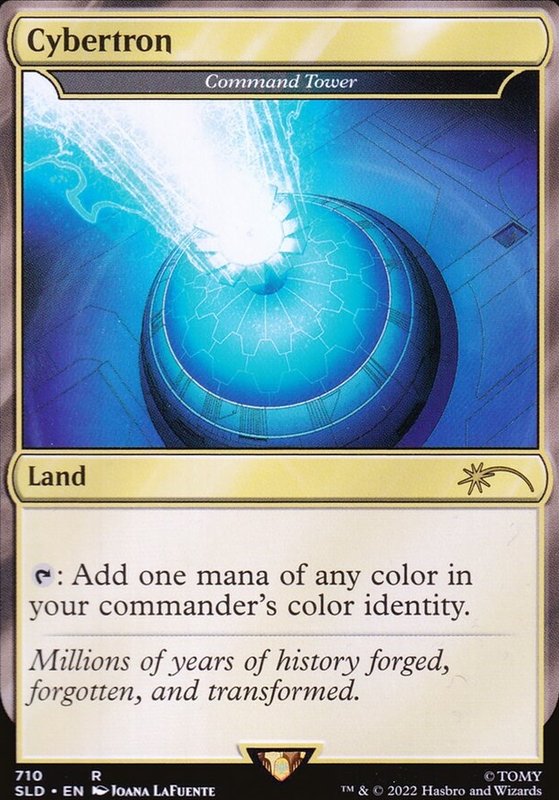 Cybertron
Command Tower
Land
: Add one mana of any color in
your commander's color identity.
Millions of years of history forged,
forgotten, and transformed.
710 R
© TOMY
SLD • EN Joana LaFuente
™ & © 2022 Hasbro and Wizards